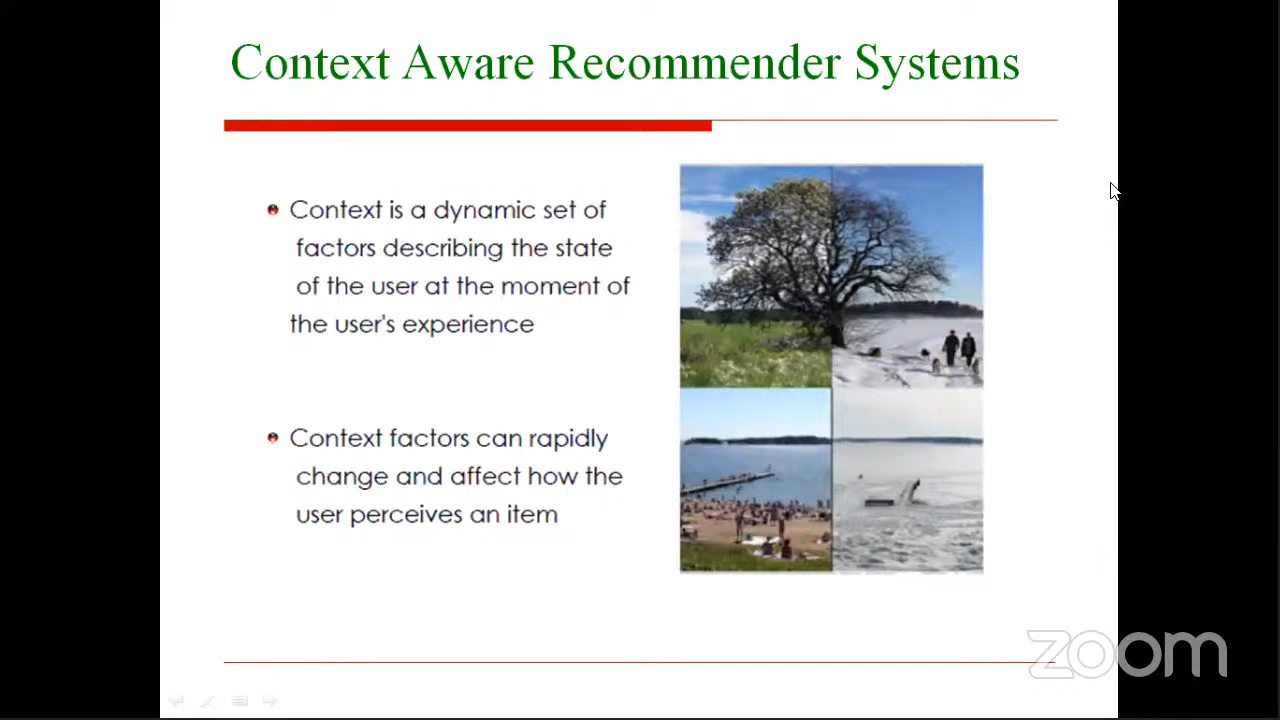 Context Aware Recommender Systems
Context is a dynamic set of
factors describing the state
of the user at the moment of
the user's experience
Context factors can rapidly
change and affect how the
user perceives an item
zoom